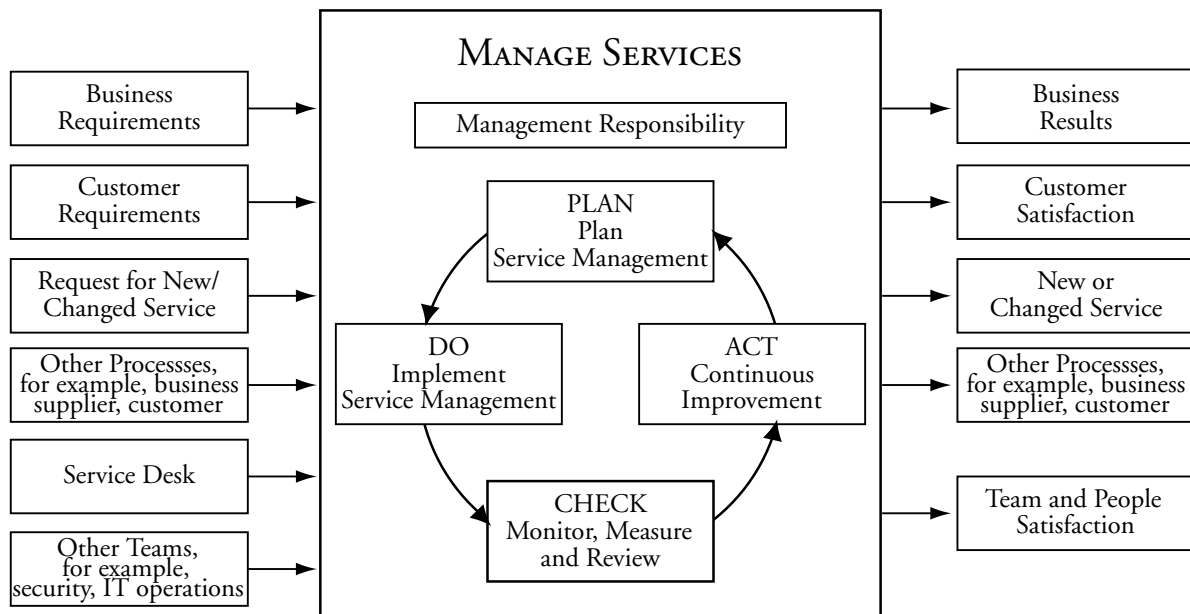 MANAGE SERVICES
Management Responsibility
Business
Requirements
Customer
Requirements
Request for New/
Changed Service
Other Processses,
for example, business
supplier, customer
Service Desk
Other Teams,
for example,
security, IT operations
PLAN
Plan
Service Management
DO
Implement
Service Management
ACT
Continuous
Improvement
CHECK
Monitor, Measure
and Review
Business
Results
Customer
Satisfaction
New or
Changed Service
Other Processses,
for example, business
supplier, customer
Team and People
Satisfaction